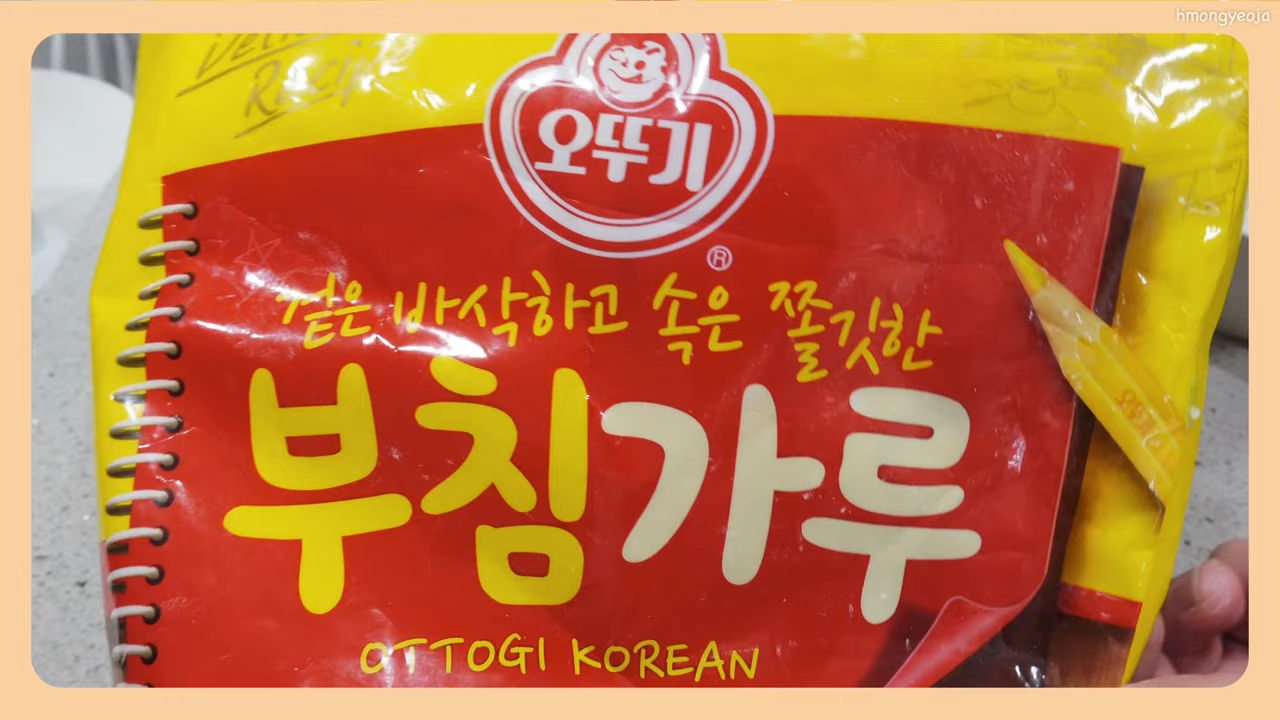 hmongyeoja
Recipe
오뚜기
®
겉은 바삭하고 속은 쫄깃한
부침가루
OTTOGI KOREAN